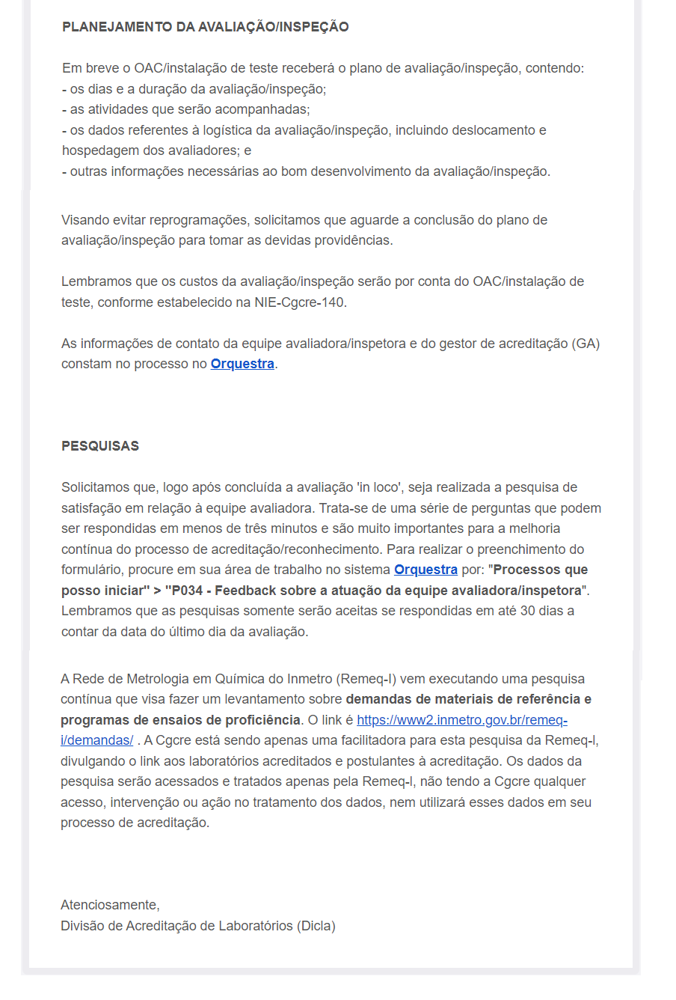 PLANEJAMENTO DA AVALIAÇÃO/INSPEÇÃO
Em breve o OAC/instalação de teste receberá o plano de avaliação/inspeção, contendo:
- os dias e a duração da avaliação/inspeção;
- as atividades que serão acompanhadas;
- os dados referentes à logística da avaliação/inspeção, incluindo deslocamento e
hospedagem dos avaliadores; e
- outras informações necessárias ao bom desenvolvimento da avaliação/inspeção.
Visando evitar reprogramações, solicitamos que aguarde a conclusão do plano de
avaliação/inspeção para tomar as devidas providências.
Lembramos que os custos da avaliação/inspeção serão por conta do OAC/instalação de
teste, conforme estabelecido na NIE-Cgcre-140.
As informações de contato da equipe avaliadora/inspetora e do gestor de acreditação (GA)
constam no processo no Orquestra.
PESQUISAS
Solicitamos que, logo após concluída a avaliação 'in loco', seja realizada a pesquisa de
satisfação em relação à equipe avaliadora. Trata-se de uma série de perguntas que podem
ser respondidas em menos de três minutos e são muito importantes para a melhoria
contínua do processo de acreditação/reconhecimento. Para realizar o preenchimento do
formulário, procure em sua área de trabalho no sistema Orquestra por: "Processos que
posso iniciar" > "P034 - Feedback sobre a atuação da equipe avaliadora/inspetora".
Lembramos que as pesquisas somente serão aceitas se respondidas em até 30 dias a
contar da data do último dia da avaliação.
A Rede de Metrologia em Química do Inmetro (Remeq-I) vem executando uma pesquisa
contínua que visa fazer um levantamento sobre demandas de materiais de referência e
programas de ensaios de proficiência. O link é https://www2.inmetro.gov.br/remeq-
i/demandas/ . A Cgcre está sendo apenas uma facilitadora para esta pesquisa da Remeq-I,
divulgando o link aos laboratórios acreditados e postulantes à acreditação. Os dados da
pesquisa serão acessados e tratados apenas pela Remeq-I, não tendo a Cgcre qualquer
acesso, intervenção ou ação no tratamento dos dados, nem utilizará esses dados em seu
processo de acreditação.
Atenciosamente,
Divisão de Acreditação de Laboratórios (Dicla)